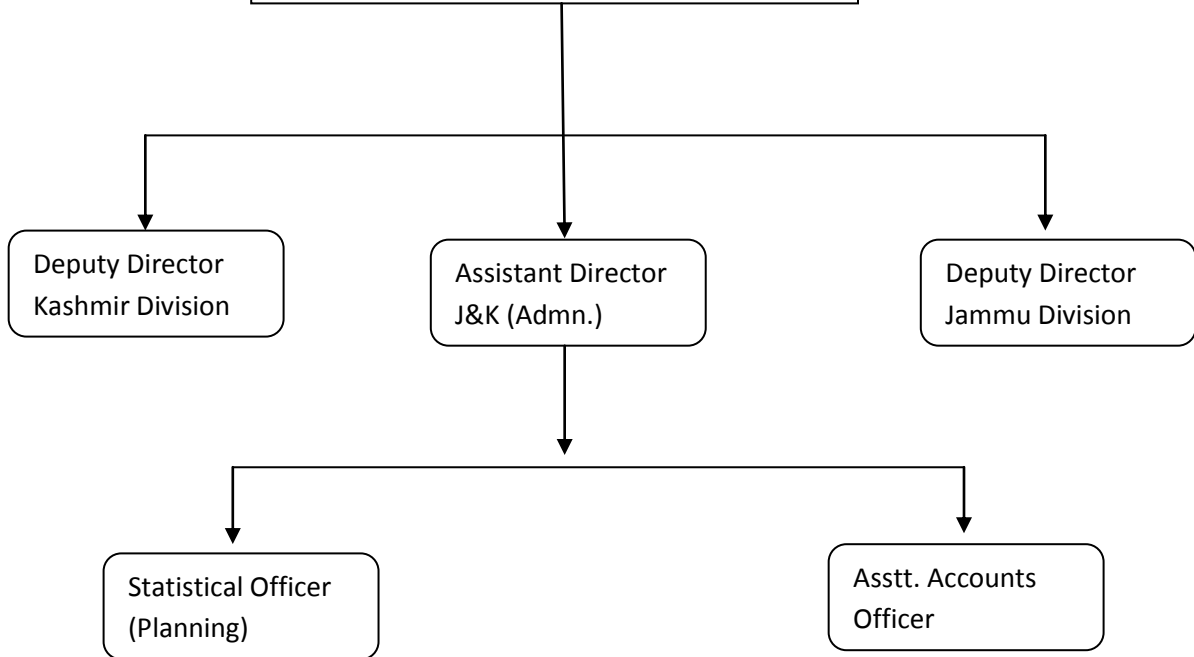 Deputy Director
Kashmir Division
Assistant Director
J&K (Admn.)
Deputy Director
Jammu Division
Statistical Officer
(Planning)
Asstt. Accounts
Officer